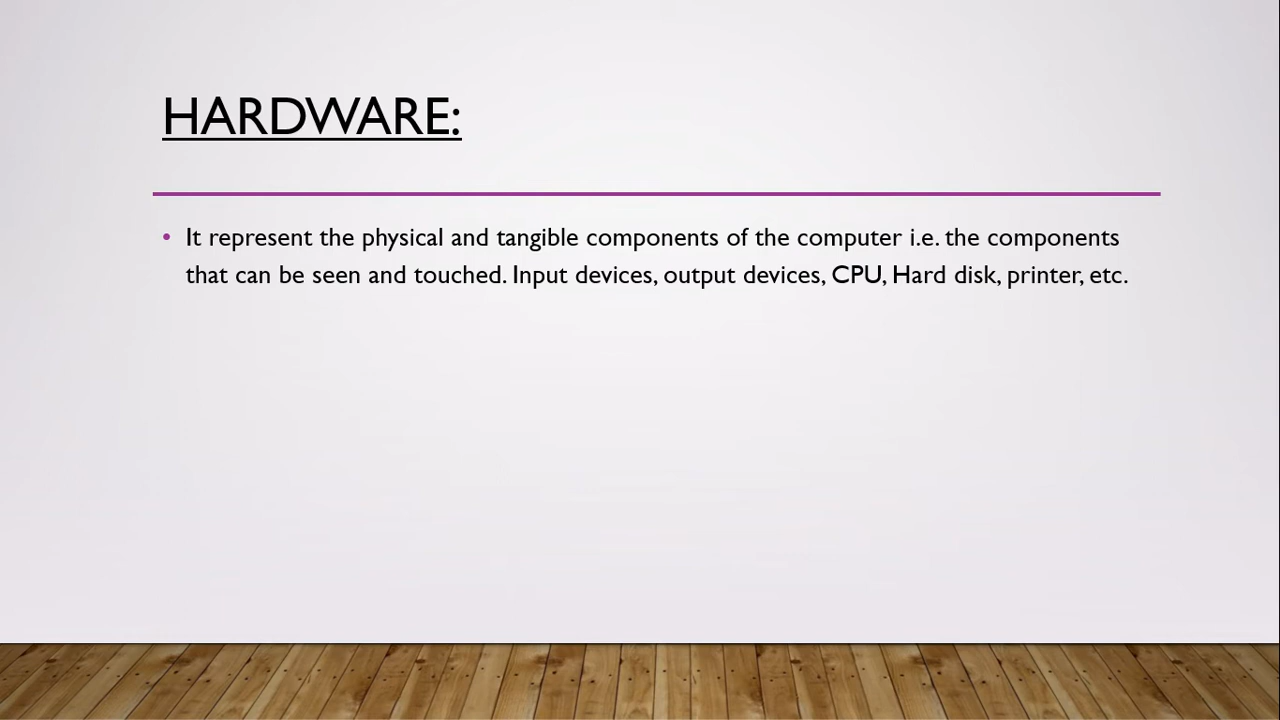 HARDWARE:
• It represent the physical and tangible components of the computer i.e. the components
that can be seen and touched. Input devices, output devices, CPU, Hard disk, printer, etc.